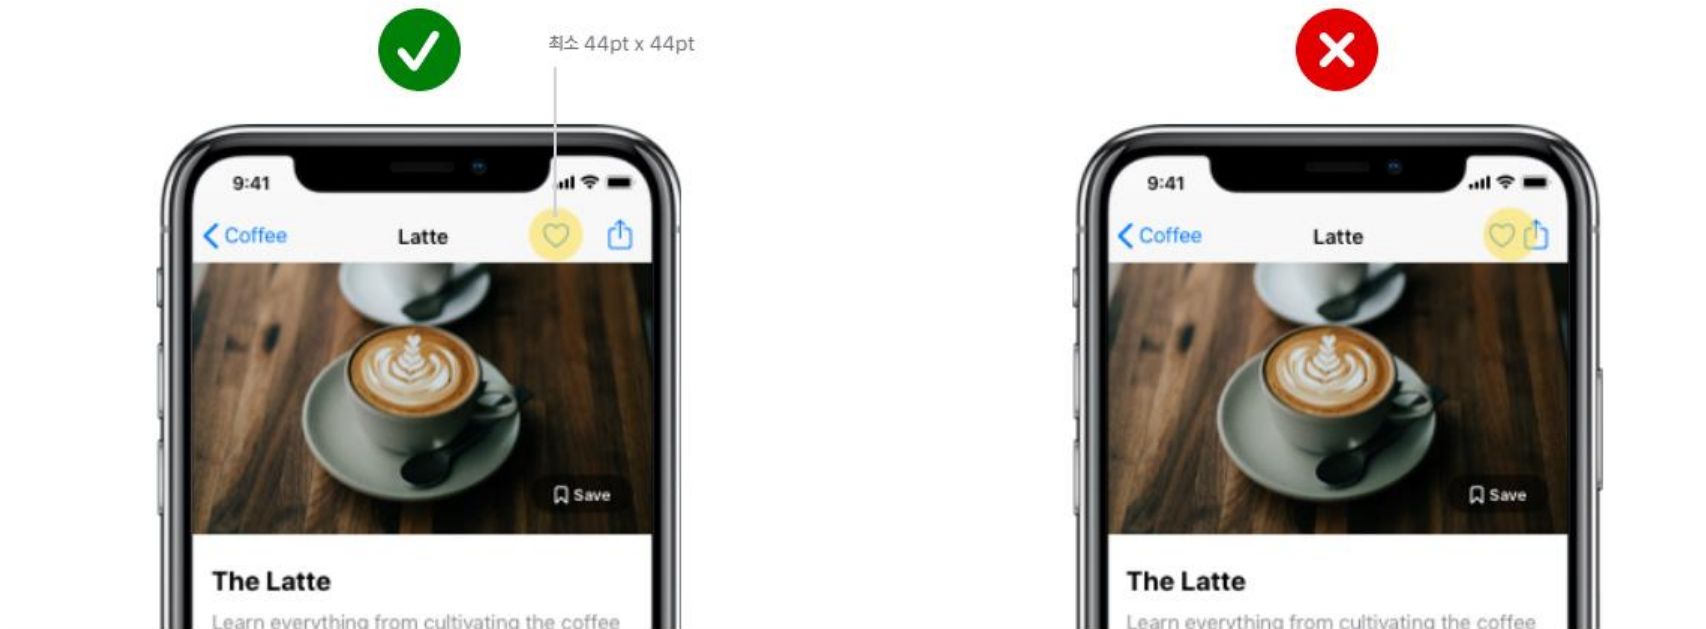 최소 44pt x 44pt
9:41
Coffee
Latte
Save
The Latte
Learn everything from cultivating the coffee
9:41
Coffee
Latte
Save
The Latte
Learn everything from cultivating the coffee